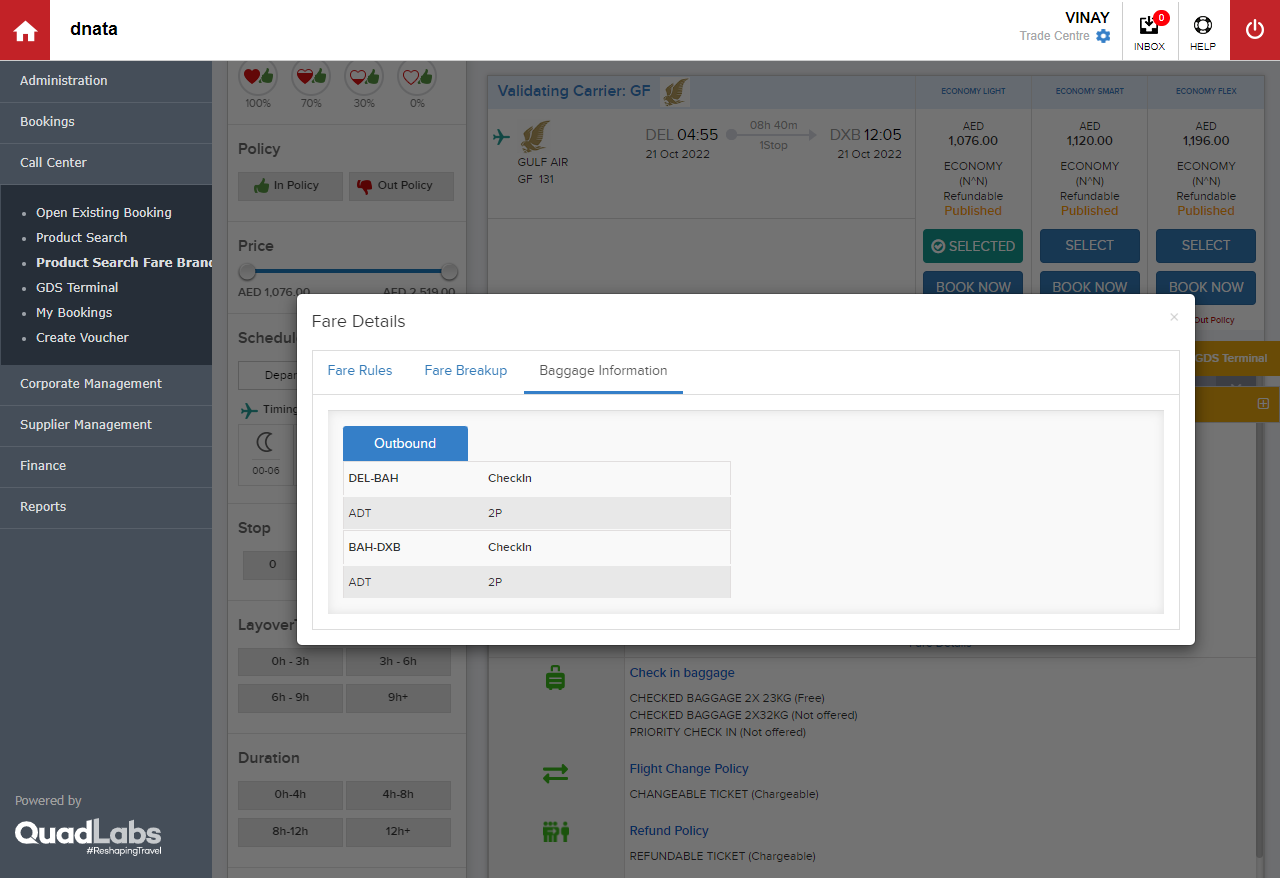 dnata
VINAY
Trade Centre
0
INBOX
HELP
Administration
Bookings
Call Center
Open Existing Booking
Product Search
Product Search Fare Brand
GDS Terminal
My Bookings
Create Voucher
Corporate Management
Supplier Management
Finance
Reports
Powered by
QuadLabs
#ReshapingTravel
100% 70% 30% 0%
Policy
In Policy Out Policy
Price
AED 1,076.00 AED 2,519.00
Schedule
Depar
Timing
00-06
Stop
0
LayoverT
0h - 3h 3h - 6h
6h - 9h 9h+
Duration
0h-4h 4h-8h
8h-12h 12h+
Validating Carrier: GF
ECONOMY LIGHT ECONOMY SMART ECONOMY FLEX
GULF AIR
GF 131
DEL 04:55
21 Oct 2022
08h 40m
1Stop
DXB 12:05
21 Oct 2022
AED AED AED
1,076.00 1,120.00 1,196.00
ECONOMY ECONOMY ECONOMY
(N^N) (N^N) (N^N)
Refundable Refundable Refundable
Published Published Published
SELECTED SELECT SELECT
BOOK NOW BOOK NOW BOOK NOW
Out Policy
GDS Terminal
Fare Details
×
Fare Rules Fare Breakup Baggage Information
Outbound
DEL-BAH CheckIn
ADT 2P
BAH-DXB CheckIn
ADT 2P
Fare Details
Check in baggage
CHECKED BAGGAGE 2X 23KG (Free)
CHECKED BAGGAGE 2X32KG (Not offered)
PRIORITY CHECK IN (Not offered)
Flight Change Policy
CHANGEABLE TICKET (Chargeable)
Refund Policy
REFUNDABLE TICKET (Chargeable)